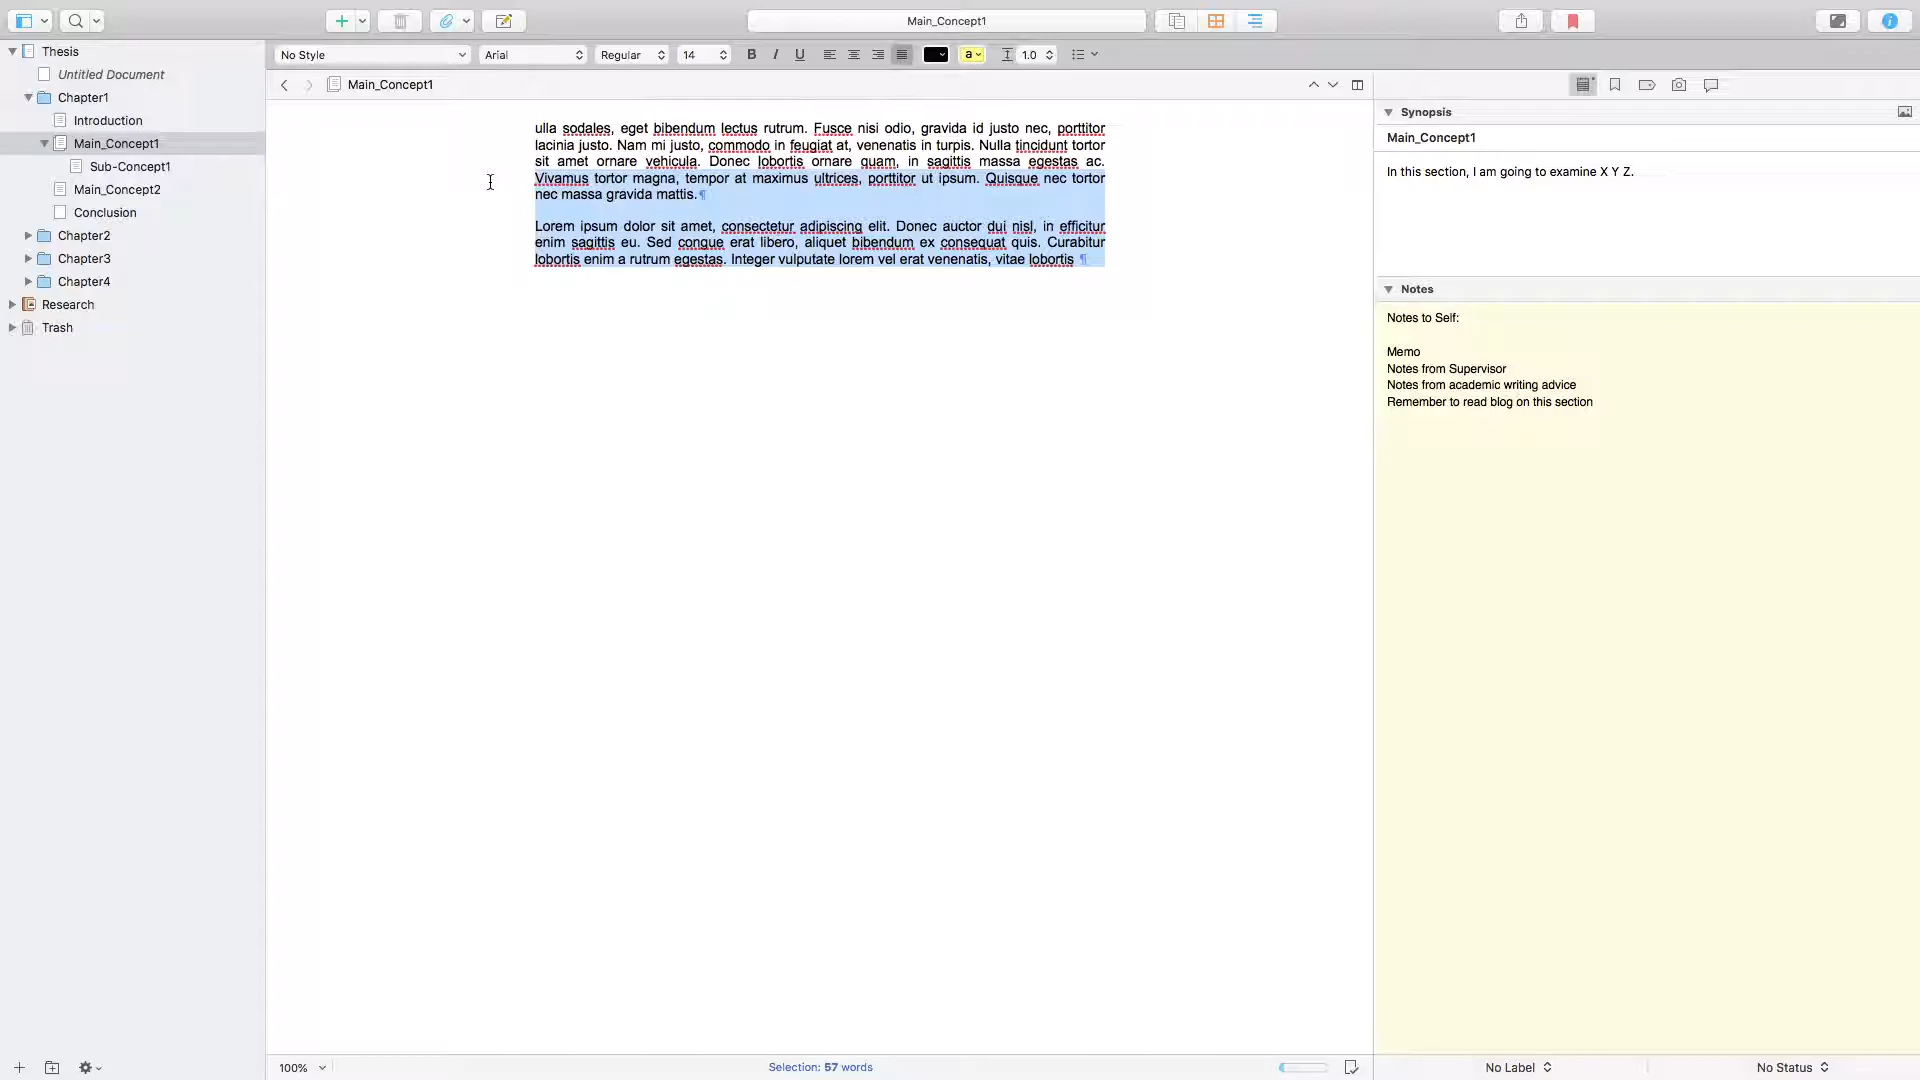 Main_Concept1
No Style
Arial
Regular
14
B I U
a
1.0
Thesis
Untitled Document
Chapter1
Introduction
Main_Concept1
Sub-Concept1
Main_Concept2
Conclusion
Chapter2
Chapter3
Chapter4
Research
Trash
Main_Concept1
ulla sodales, eget bibendum lectus rutrum. Fusce nisi odio, gravida id justo nec, porttitor
lacinia justo. Nam mi justo, commodo in feugiat at, venenatis in turpis. Nulla tincidunt tortor
sit amet ornare vehicula. Donec lobortis ornare quam, in sagittis massa egestas ac.
Vivamus tortor magna, tempor at maximus ultrices, porttitor ut ipsum. Quisque nec tortor
nec massa gravida mattis.¶
Lorem ipsum dolor sit amet, consectetur adipiscing elit. Donec auctor dui nisl, in efficitur
enim sagittis eu. Sed congue erat libero, aliquet bibendum ex consequat quis. Curabitur
lobortis enim a rutrum egestas. Integer vulputate lorem vel erat venenatis, vitae lobortis ¶
Synopsis
Main_Concept1
In this section, I am going to examine X Y Z.
Notes
Notes to Self:
Memo
Notes from Supervisor
Notes from academic writing advice
Remember to read blog on this section
100%
Selection: 57 words
No Label
No Status